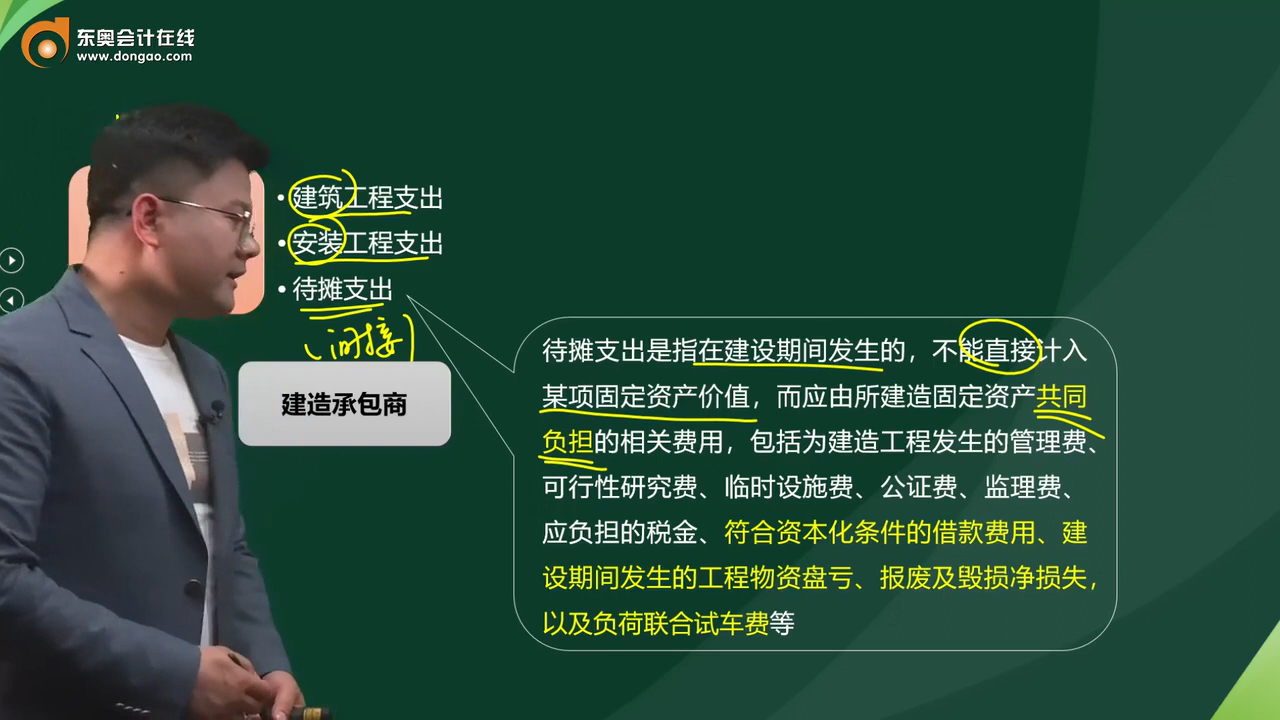 东奥会计在线
www.dongao.com
• 建筑工程支出
• 安装工程支出
• 待摊支出
（间接）
建造承包商
待摊支出是指在建设期间发生的，不能直接计入
某项固定资产价值，而应由所建造固定资产共同
负担的相关费用，包括为建造工程发生的管理费、
可行性研究费、临时设施费、公证费、监理费、
应负担的税金、符合资本化条件的借款费用、建
设期间发生的工程物资盘亏、报废及毁损净损失，
以及负荷联合试车费等